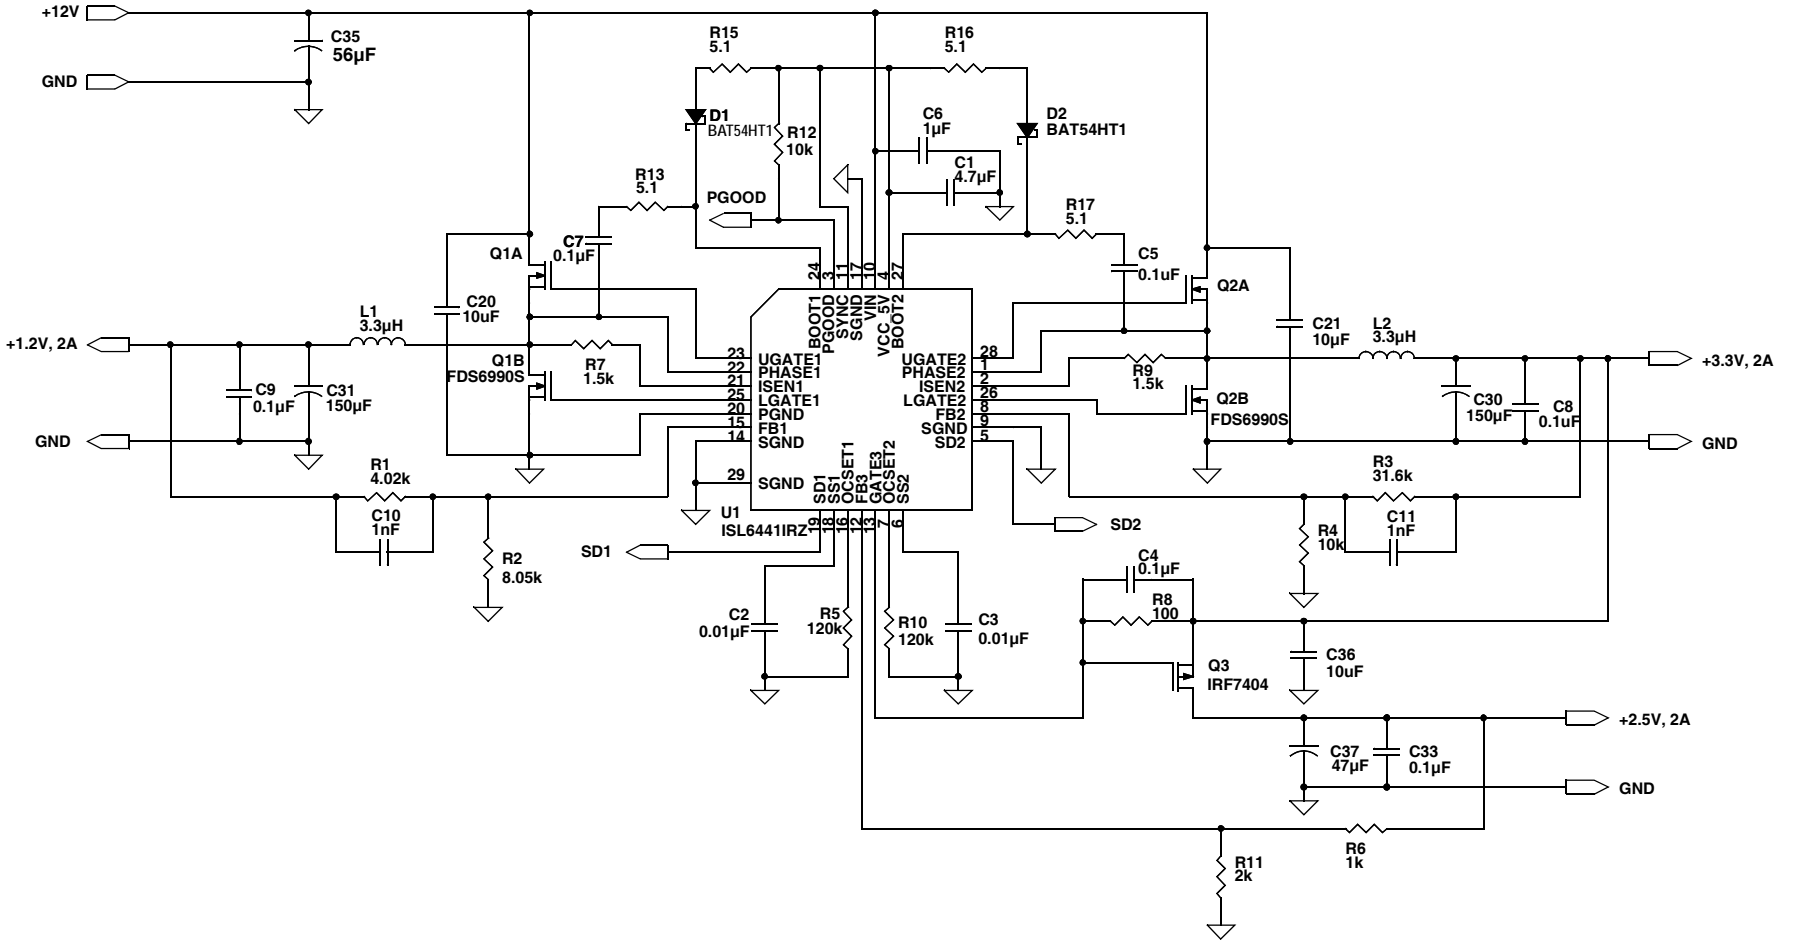 +12V
C35
56µF
GND
R15
5.1
R16
5.1
D1
BAT54HT1
R12
10k
C6
1µF
D2
BAT54HT1
C1
4.7µF
R13
5.1
PGOOD
R17
5.1
Q1A
C7
0.1µF
C5
0.1uF
Q2A
24
3
11
17
10
4
27
BOOT1
PGOOD
SYNC
SGND
VIN
VCC_5V
BOOT2
C20
10uF
L1
3.3µH
+1.2V, 2A
Q1B
FDS6990S
R7
1.5k
C9
0.1µF
C31
150µF
GND
23
22
21
25
20
15
14
29
UGATE1
PHASE1
ISEN1
LGATE1
PGND
FB1
SGND
SGND
UGATE2
PHASE2
ISEN2
LGATE2
FB2
SGND
SD2
28
1
2
26
8
9
5
R9
1.5k
Q2B
FDS6990S
C21
10µF
L2
3.3µH
+3.3V, 2A
C30
150µF
C8
0.1uF
GND
SD1
SS1
OCSET1
FB3
GATE3
OCSET2
SS2
19
18
16
12
13
7
6
U1
ISL6441IRZ
R1
4.02k
C10
1nF
R2
8.05k
SD1
SD2
R3
31.6k
R4
10k
C11
1nF
C2
0.01µF
R5
120k
R10
120k
C3
0.01µF
C4
0.1µF
R8
100
Q3
IRF7404
C36
10uF
+2.5V, 2A
C37
47µF
C33
0.1µF
GND
R6
1k
R11
2k